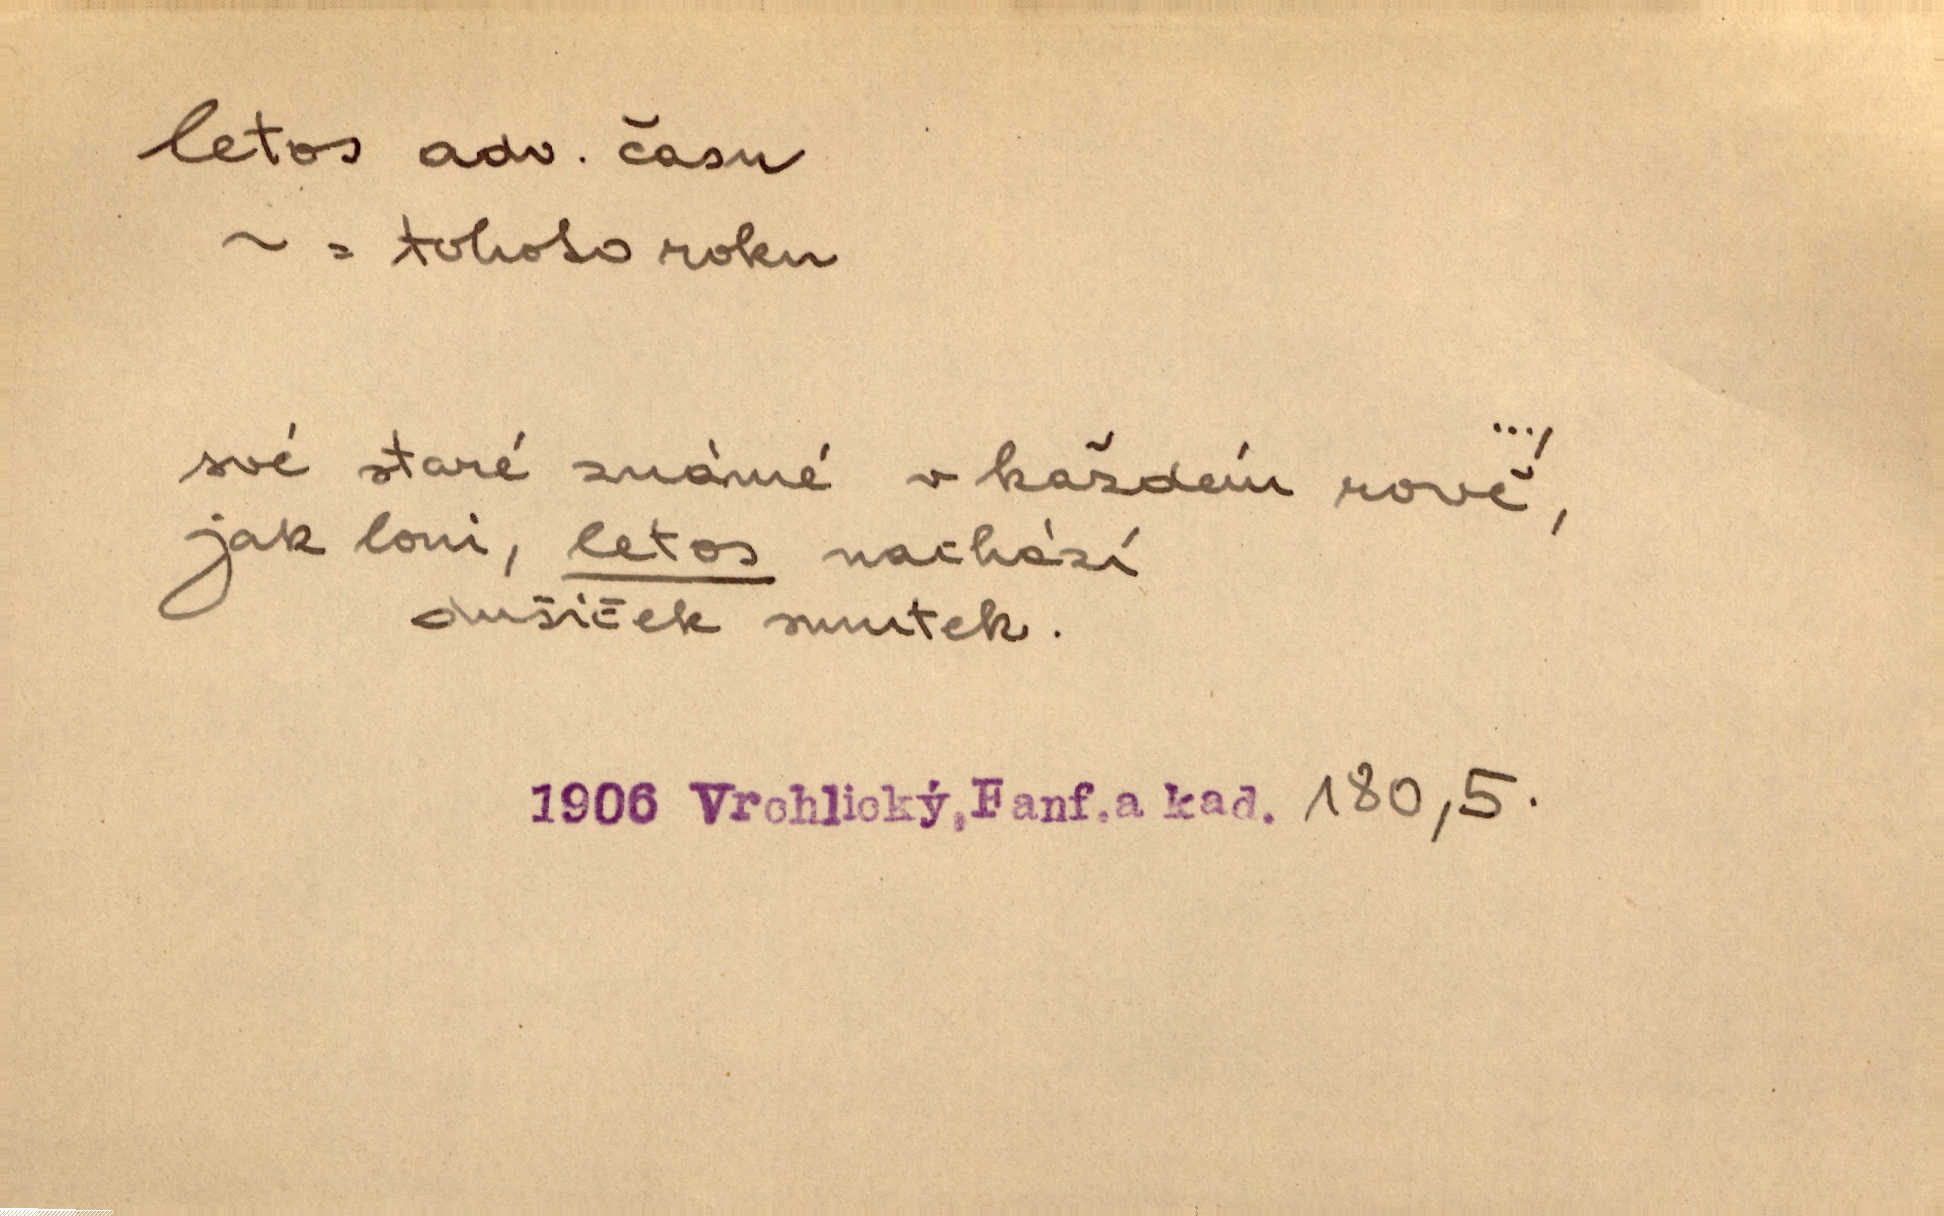 letos adv. času
~ = tohoto roku
...,
své staré známé v každém rově,
jak loni, letos nachází
dušiček smutek.
1906 Vrchlický, Fanf. a kad. 180,5.